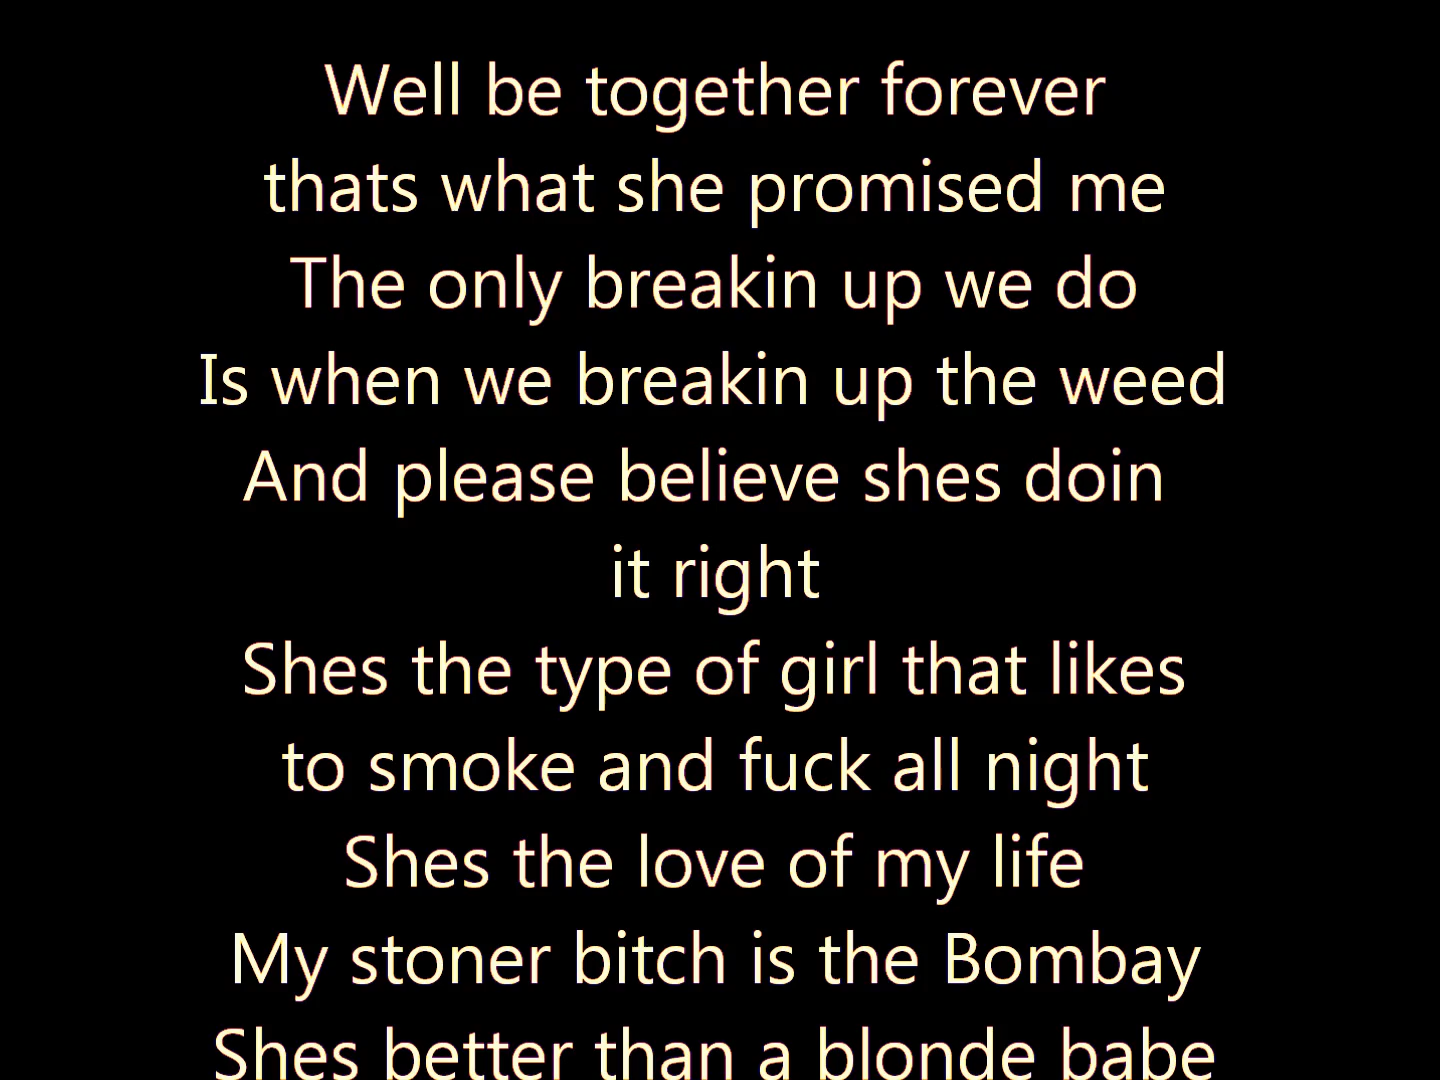 Well be together forever
thats what she promised me
The only breakin up we do
Is when we breakin up the weed
And please believe shes doin
it right
Shes the type of girl that likes
to smoke and fuck all night
Shes the love of my life
My stoner bitch is the Bombay
Shes better than a blonde babe